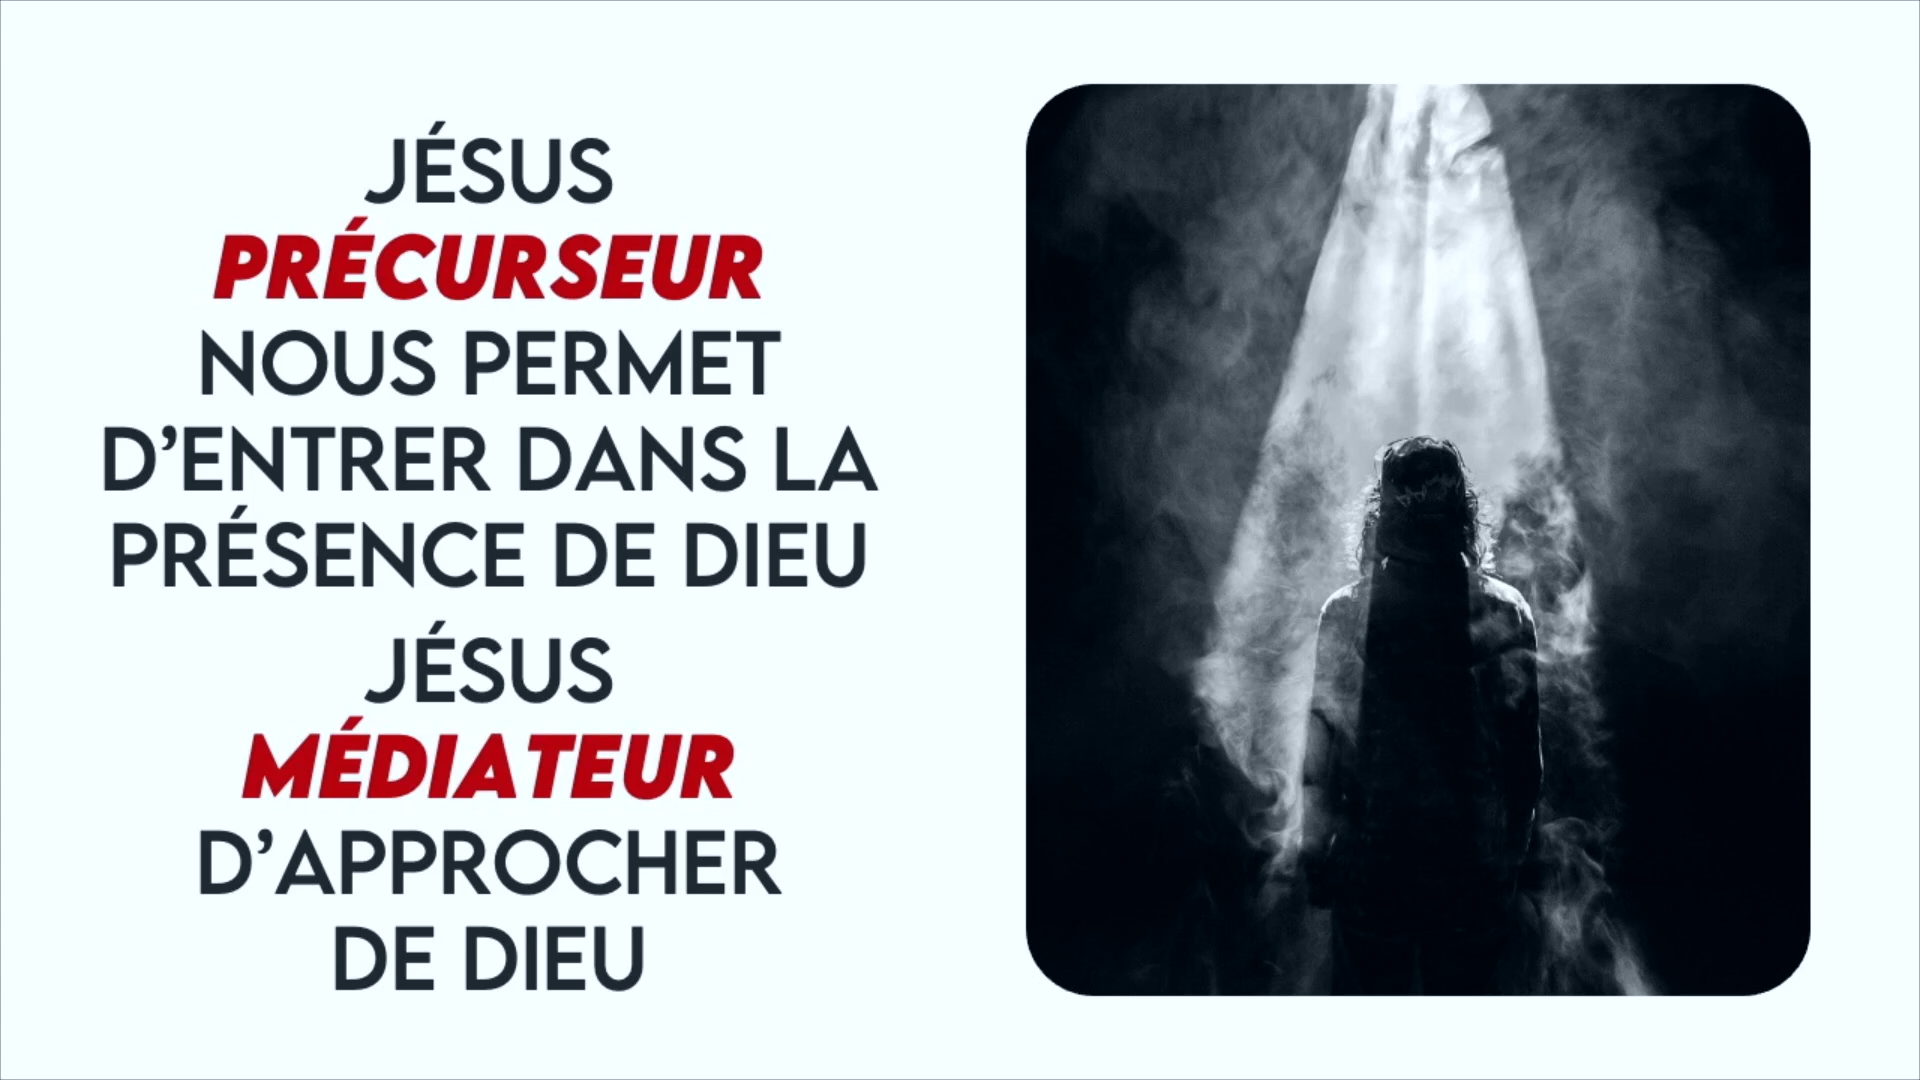 JÉSUS
PRÉCURSEUR
NOUS PERMET
D’ENTRER DANS LA
PRÉSENCE DE DIEU
JÉSUS
MÉDIATEUR
D’APPROCHER
DE DIEU